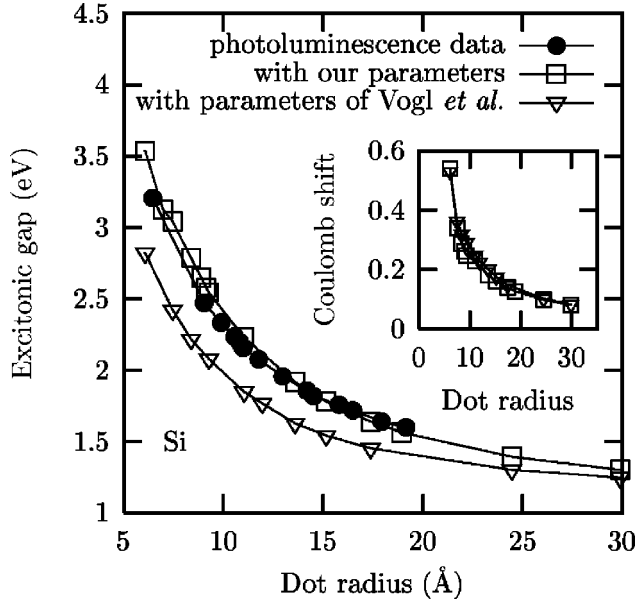 4.5
4
3.5
3
2.5
2
1.5
1
5 10 15 20 25 30
Excitonic gap (eV)
Dot radius (Å)
photoluminescence data
with our parameters
with parameters of Vogl et al.
Si
0.6
0.4
0.2
0
0 10 20 30
Coulomb shift
Dot radius